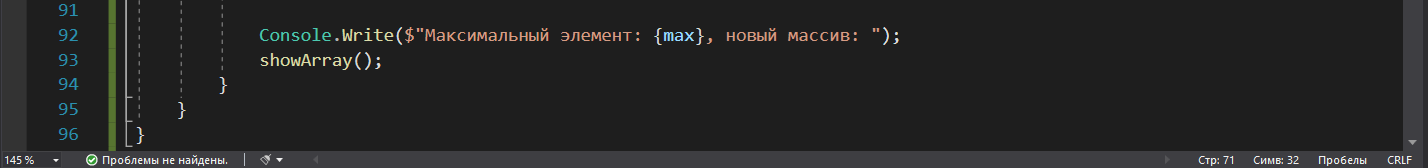 91
92 Console.Write($"Максимальный элемент: {max}, новый массив: ");
93 showArray();
94 }
95 }
96 }
145 % Проблемы не найдены. Стр: 71 Симв: 32 Пробелы CRLF